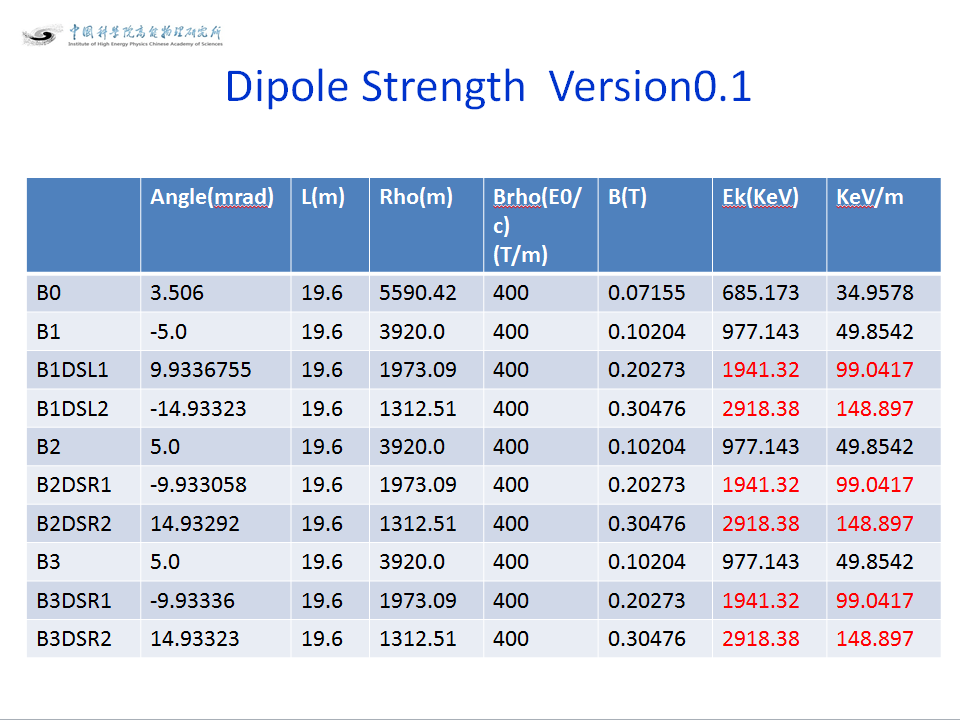 中国科学院高能物理研究所
Institute of High Energy Physics Chinese Academy of Sciences
Dipole Strength Version0.1
Angle(mrad) L(m) Rho(m) Brho(E0/ B(T) Ek(KeV) KeV/m
c)
(T/m)
B0 3.506 19.6 5590.42 400 0.07155 685.173 34.9578
B1 -5.0 19.6 3920.0 400 0.10204 977.143 49.8542
B1DSL1 9.9336755 19.6 1973.09 400 0.20273 1941.32 99.0417
B1DSL2 -14.93323 19.6 1312.51 400 0.30476 2918.38 148.897
B2 5.0 19.6 3920.0 400 0.10204 977.143 49.8542
B2DSR1 -9.933058 19.6 1973.09 400 0.20273 1941.32 99.0417
B2DSR2 14.93292 19.6 1312.51 400 0.30476 2918.38 148.897
B3 5.0 19.6 3920.0 400 0.10204 977.143 49.8542
B3DSR1 -9.93336 19.6 1973.09 400 0.20273 1941.32 99.0417
B3DSR2 14.93323 19.6 1312.51 400 0.30476 2918.38 148.897